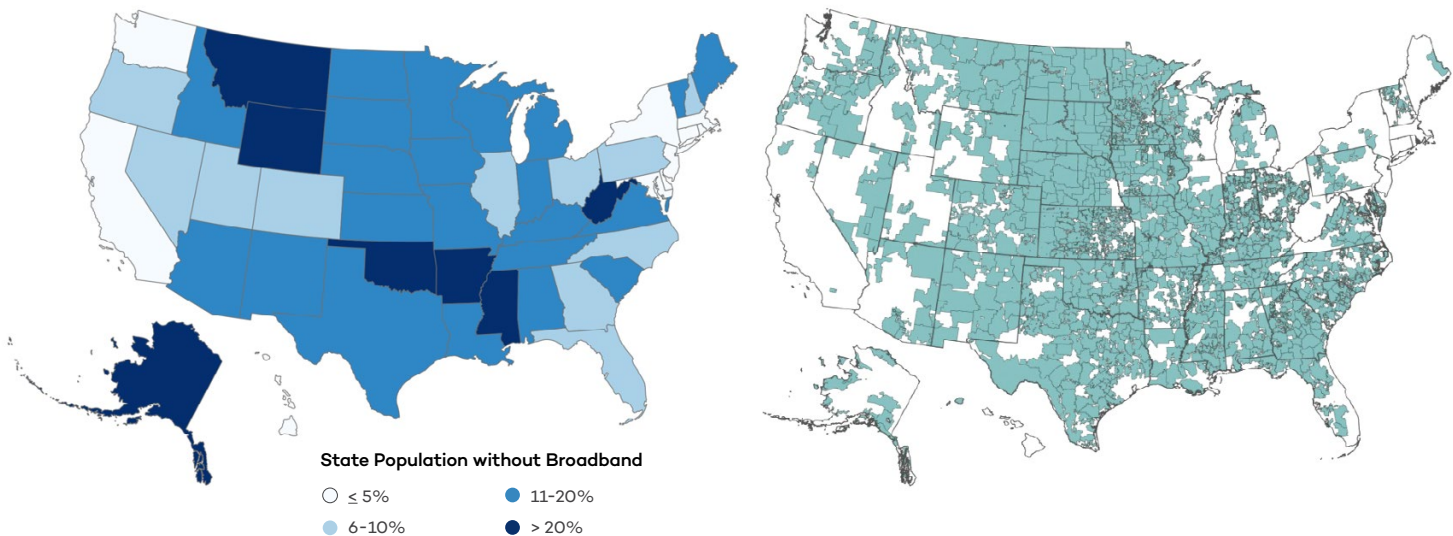 State Population without Broadband
≤ 5%
11-20%
6-10%
> 20%